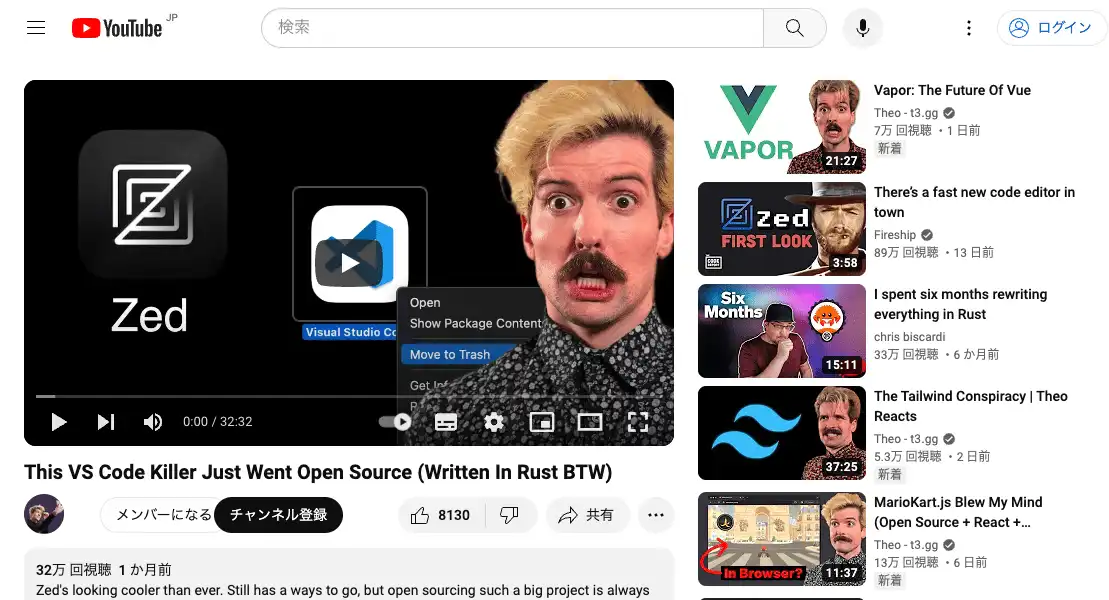 YouTube JP
検索
ログイン
Zed
Visual Studio Co
Open
Show Package Content
Move to Trash
Get Info
0:00 / 32:32
This VS Code Killer Just Went Open Source (Written In Rust BTW)
メンバーになる
チャンネル登録
8130
共有
32万 回視聴 1 か月前
Zed's looking cooler than ever. Still has a ways to go, but open sourcing such a big project is always
VAPOR
21:27
Vapor: The Future Of Vue
Theo - t3.gg
7万 回視聴 ・1 日前
新着
Zed
FIRST LOOK
CODE REPORT
3:58
There's a fast new code editor in
town
Fireship
89万 回視聴 ・13 日前
Six
Months
15:11
I spent six months rewriting
everything in Rust
chris biscardi
33万 回視聴 ・6 か月前
37:25
The Tailwind Conspiracy | Theo
Reacts
Theo - t3.gg
5.3万 回視聴 ・2 日前
新着
In Browser?
11:37
MarioKart.js Blew My Mind
(Open Source + React +...
Theo - t3.gg
13万 回視聴 ・6 日前
新着